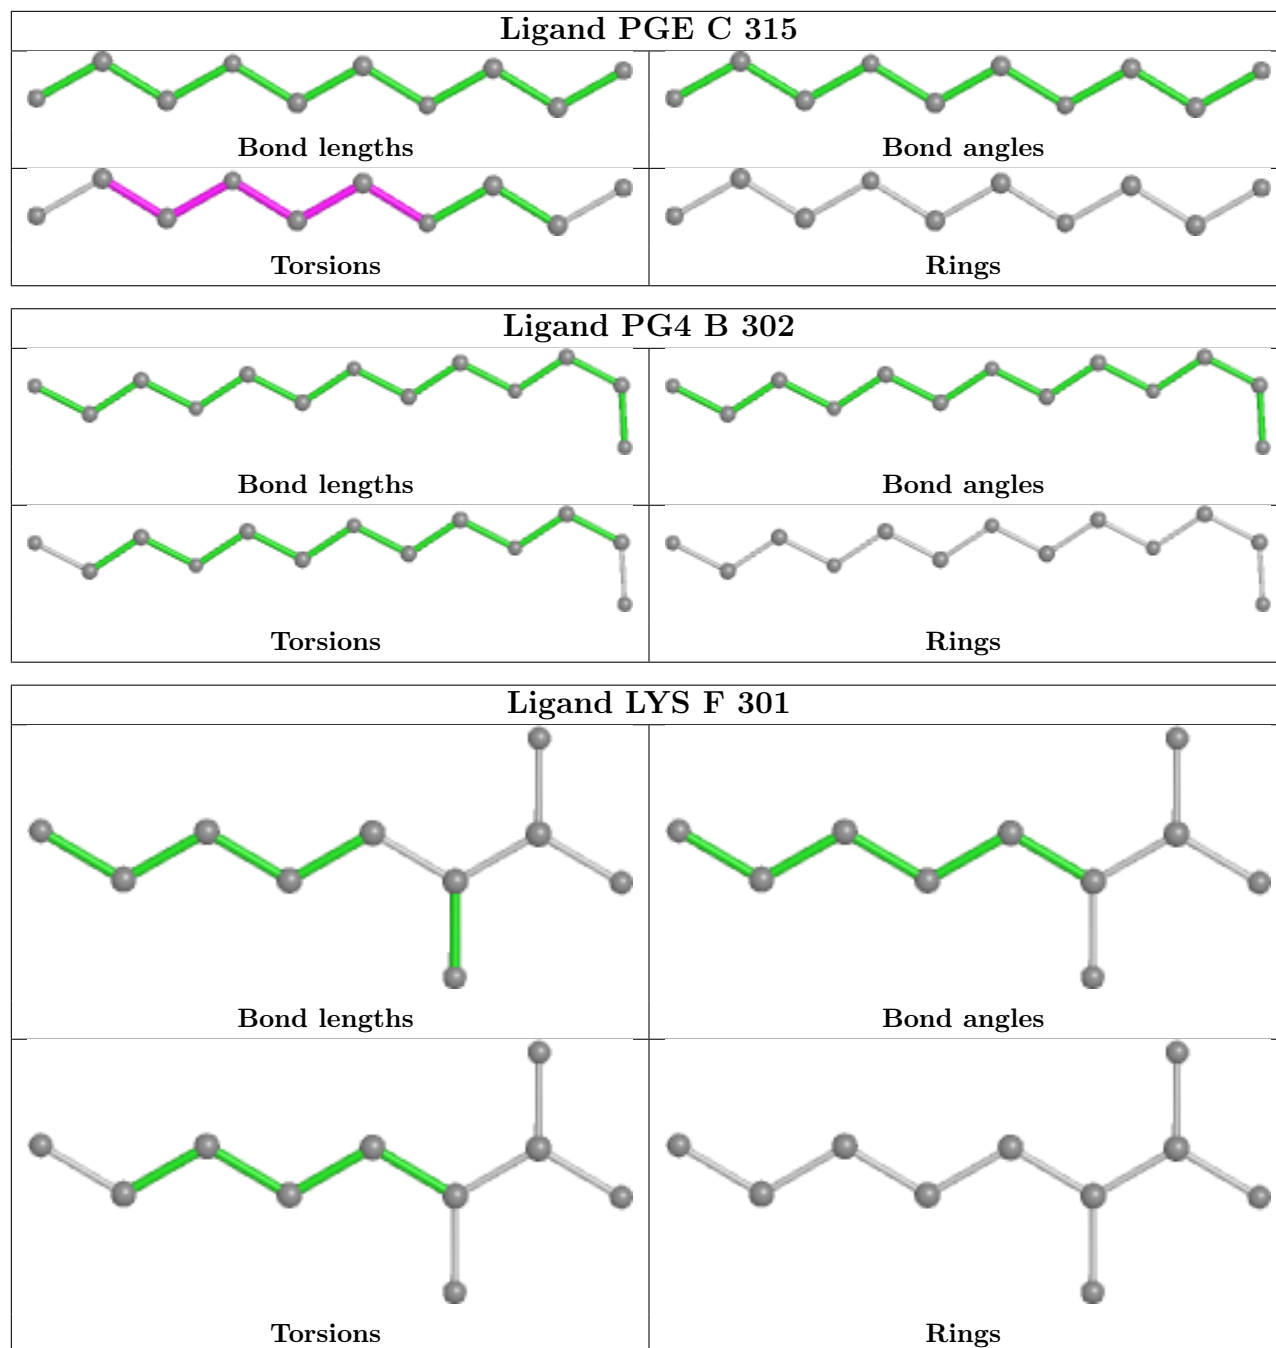 Ligand PGE C 315
Bond lengths
Bond angles
Torsions
Rings
Ligand PG4 B 302
Bond lengths
Bond angles
Torsions
Rings
Ligand LYS F 301
Bond lengths
Bond angles
Torsions
Rings